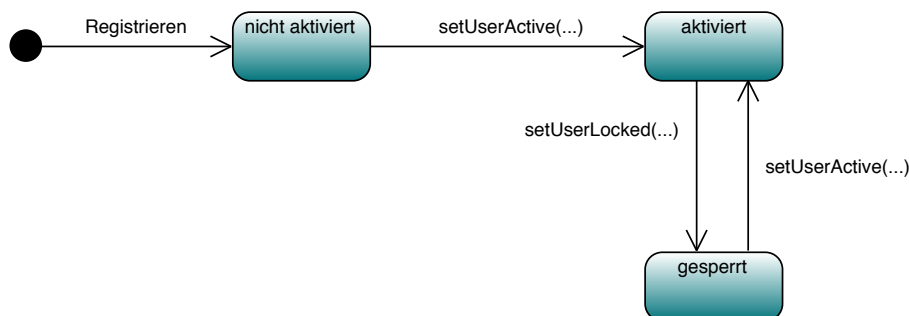 Registrieren
nicht aktiviert
setUserActive(...)
aktiviert
setUserLocked(...)
setUserActive(...)
gesperrt